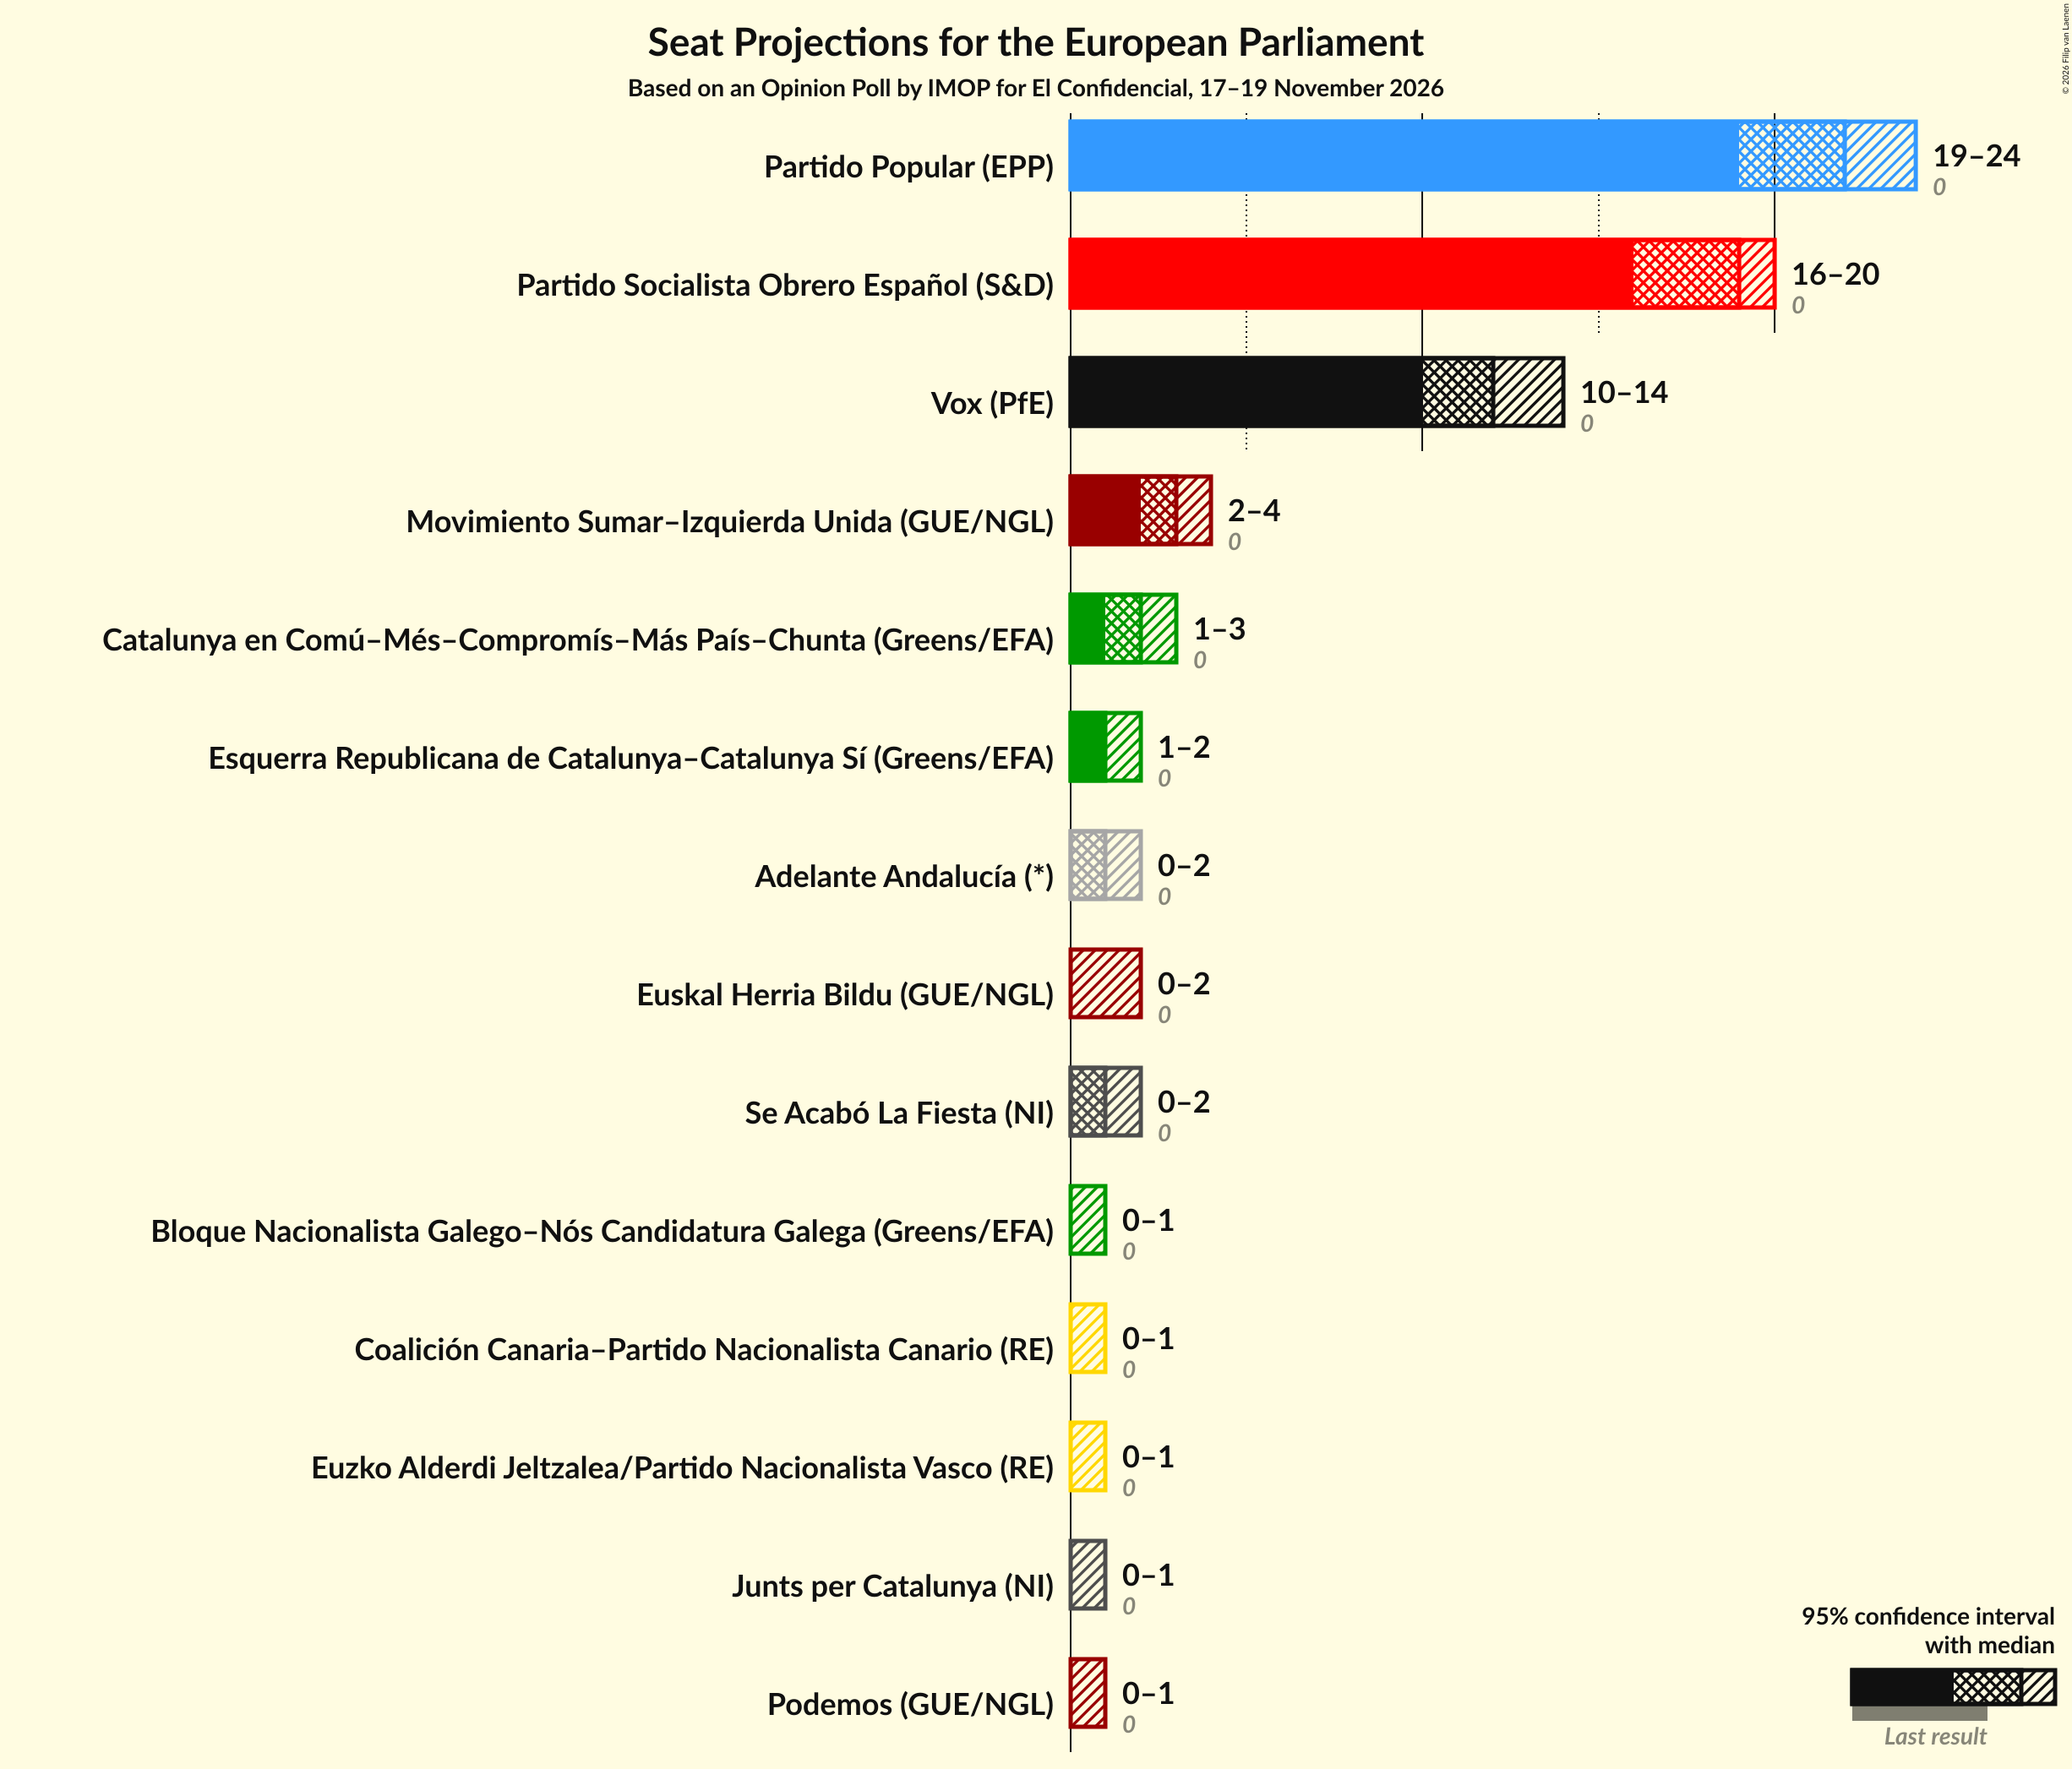 Seat Projections for the European Parliament
Based on an Opinion Poll by IMOP for El Confidencial, 17–19 November 2026
© 2026 Filip van Laenen
Partido Popular (EPP)
19–24
0
Partido Socialista Obrero Español (S&D)
16–20
0
Vox (PfE)
10–14
0
Movimiento Sumar–Izquierda Unida (GUE/NGL)
2–4
0
Catalunya en Comú–Més–Compromís–Más País–Chunta (Greens/EFA)
1–3
0
Esquerra Republicana de Catalunya–Catalunya Sí (Greens/EFA)
1–2
0
Adelante Andalucía (*)
0–2
0
Euskal Herria Bildu (GUE/NGL)
0–2
0
Se Acabó La Fiesta (NI)
0–2
0
Bloque Nacionalista Galego–Nós Candidatura Galega (Greens/EFA)
0–1
0
Coalición Canaria–Partido Nacionalista Canario (RE)
0–1
0
Euzko Alderdi Jeltzalea/Partido Nacionalista Vasco (RE)
0–1
0
Junts per Catalunya (NI)
0–1
0
Podemos (GUE/NGL)
0–1
0
95% confidence interval
with median
Last result